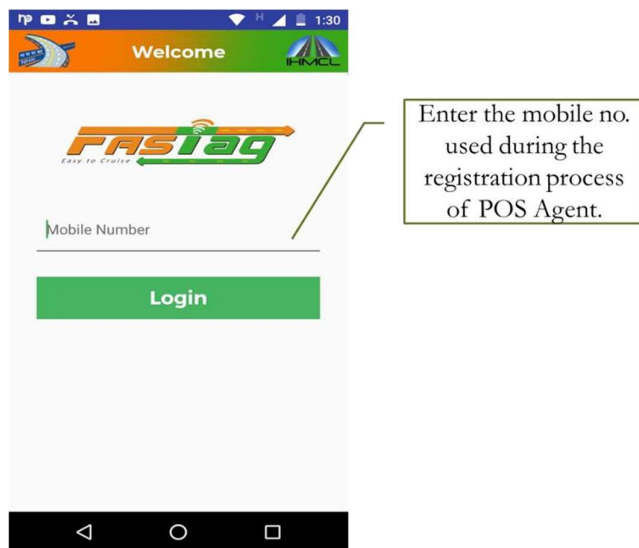 1:30
Welcome
IHMCL
FASTag
Easy to Cruise
Mobile Number
Login
Enter the mobile no.
used during the
registration process
of POS Agent.